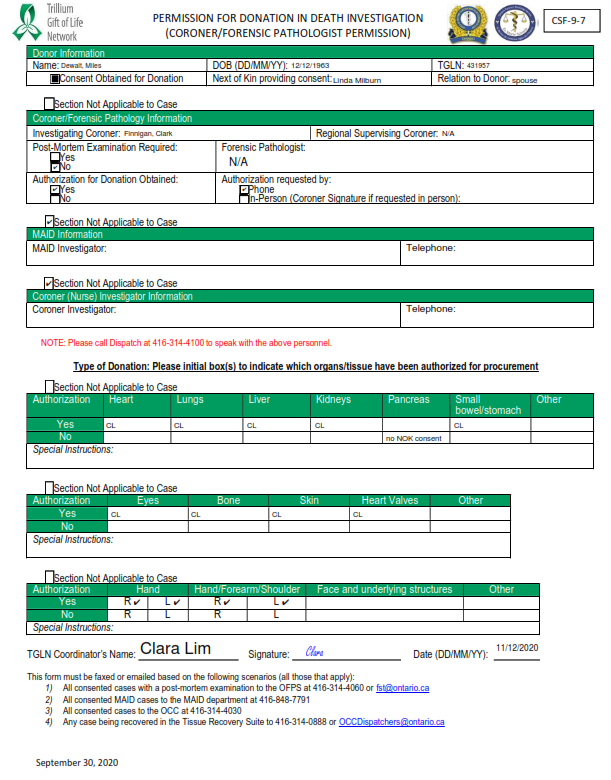 Trillium
Gift of Life
Network
PERMISSION FOR DONATION IN DEATH INVESTIGATION
(CORONER/FORENSIC PATHOLOGIST PERMISSION)
CSF-9-7
Donor Information
Name: Dewalt, Miles DOB (DD/MM/YY): 12/12/1963 TGLN: 431957
Consent Obtained for Donation Next of Kin providing consent: Linda Milburn Relation to Donor: spouse
Section Not Applicable to Case
Coroner/Forensic Pathology Information
Investigating Coroner: Finnigan, Clark Regional Supervising Coroner: N/A
Post-Mortem Examination Required: Forensic Pathologist:
Yes
No
N/A
Authorization for Donation Obtained: Authorization requested by:
Yes Phone
No In-Person (Coroner Signature if requested in person):
Section Not Applicable to Case
MAID Information
MAID Investigator: Telephone:
Section Not Applicable to Case
Coroner (Nurse) Investigator Information
Coroner Investigator: Telephone:
NOTE: Please call Dispatch at 416-314-4100 to speak with the above personnel.
Type of Donation: Please initial box(s) to indicate which organs/tissue have been authorized for procurement
Section Not Applicable to Case
Authorization Heart Lungs Liver Kidneys Pancreas Small bowel/stomach Other
Yes CL CL CL CL CL
No no NOK consent
Special Instructions:
Section Not Applicable to Case
Authorization Eyes Bone Skin Heart Valves Other
Yes CL CL CL CL
No
Special Instructions:
Section Not Applicable to Case
Authorization Hand Hand/Forearm/Shoulder Face and underlying structures Other
Yes R ✔ L ✔ R ✔ L ✔
No R L R L
Special Instructions:
TGLN Coordinator's Name: Clara Lim Signature: Clara Date (DD/MM/YY): 11/12/2020
This form must be faxed or emailed based on the following scenarios (all those that apply):
1) All consented cases with a post-mortem examination to the OFPS at 416-314-4060 or fst@ontario.ca
2) All consented MAID cases to the MAID department at 416-848-7791
3) All consented cases to the OCC at 416-314-4030
4) Any case being recovered in the Tissue Recovery Suite to 416-314-0888 or OCCDispatchers@ontario.ca
September 30, 2020